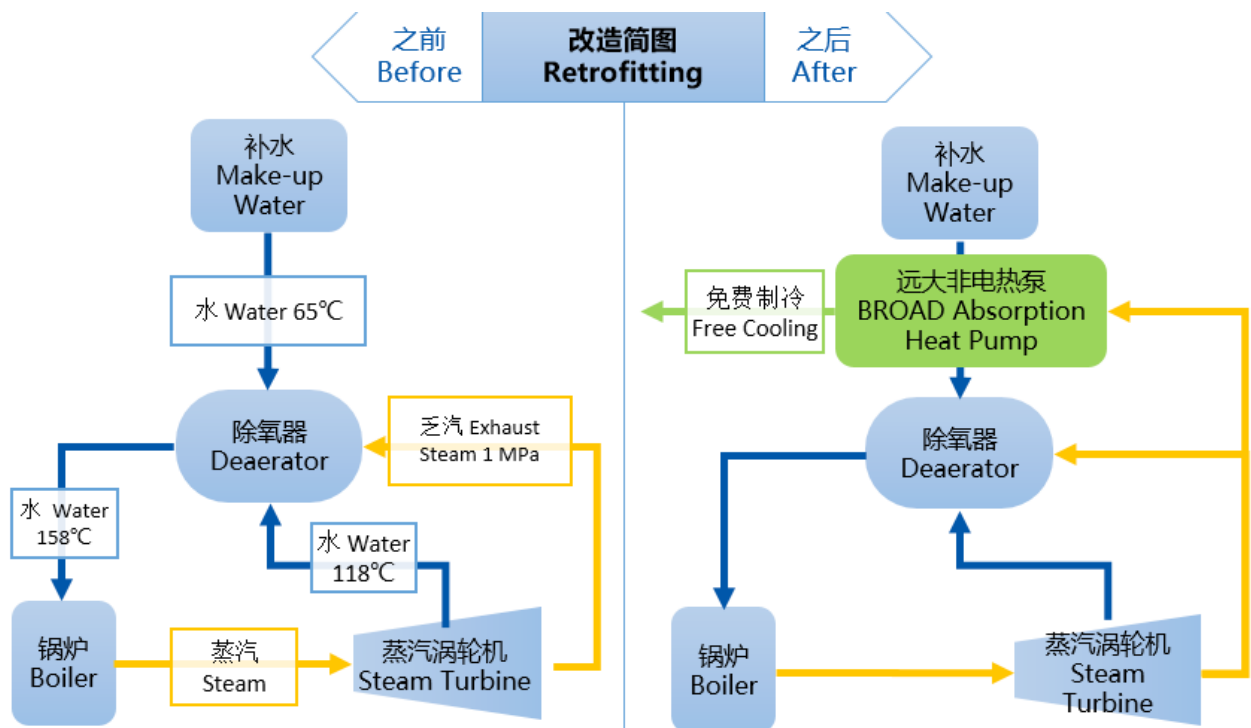 之前
Before
改造简图
Retrofitting
之后
After
补水
Make-up
Water
水 Water 65℃
除氧器
Deaerator
乏汽 Exhaust
Steam 1 MPa
水 Water
158℃
水 Water
118℃
锅炉
Boiler
蒸汽
Steam
蒸汽涡轮机
Steam Turbine
补水
Make-up
Water
免费制冷
Free Cooling
远大非电热泵
BROAD Absorption
Heat Pump
除氧器
Deaerator
锅炉
Boiler
蒸汽涡轮机
Steam
Turbine